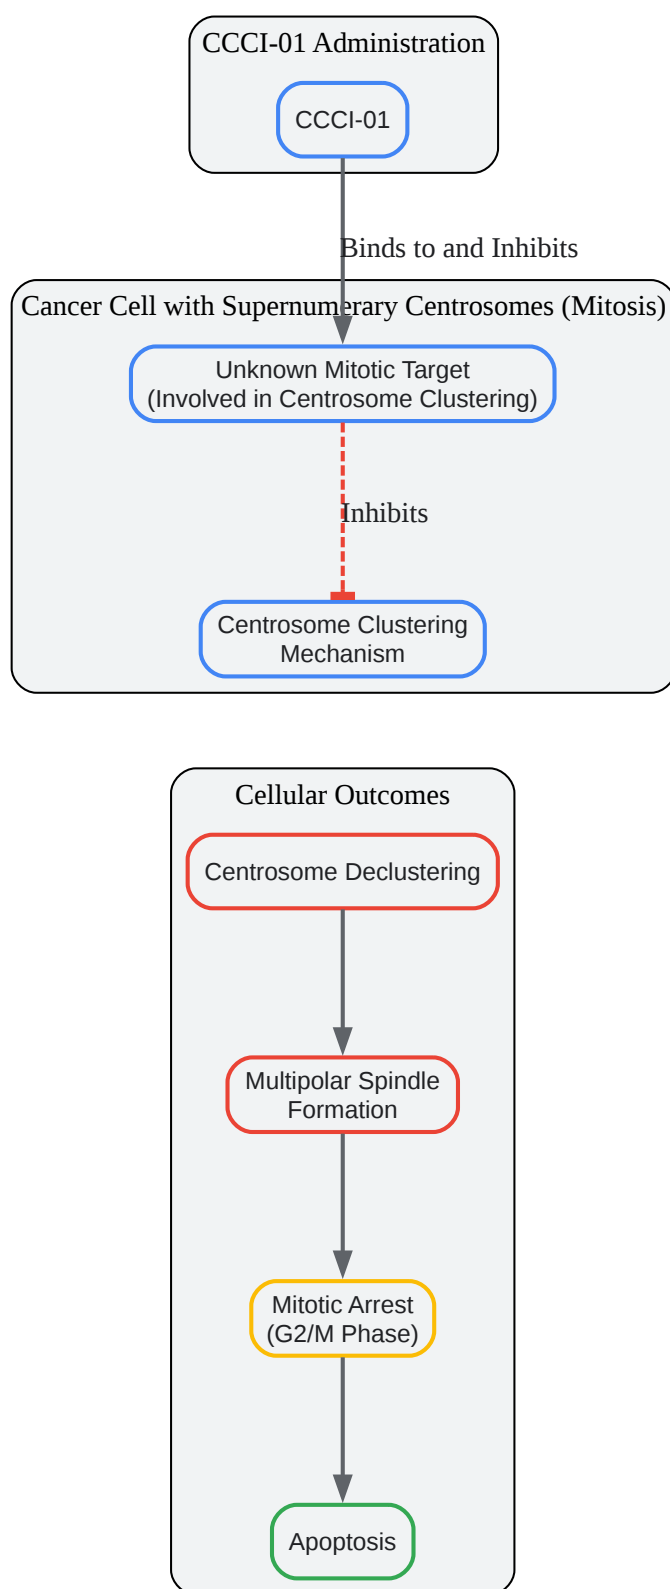 CCCI-01 Administration
CCCI-01
Binds to and Inhibits
Cancer Cell with Supernumerary Centrosomes (Mitosis)
Unknown Mitotic Target
(Involved in Centrosome Clustering)
Inhibits
Centrosome Clustering
Mechanism
Cellular Outcomes
Centrosome Declustering
Multipolar Spindle
Formation
Mitotic Arrest
(G2/M Phase)
Apoptosis